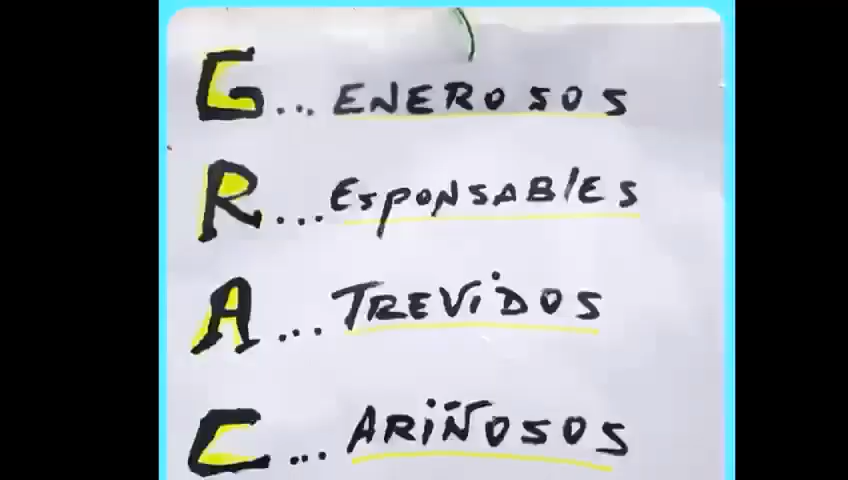 G... ENEROSOS
R... EsPONSABlES
A... TREViDOS
C... ARiÑOSOS